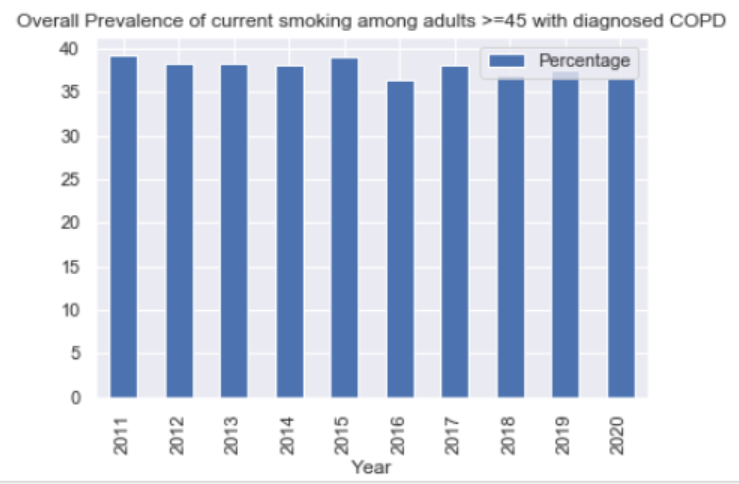 Overall Prevalence of current smoking among adults >=45 with diagnosed COPD
Percentage
40
35
30
25
20
15
10
5
0
2011 2012 2013 2014 2015 2016 2017 2018 2019 2020
Year